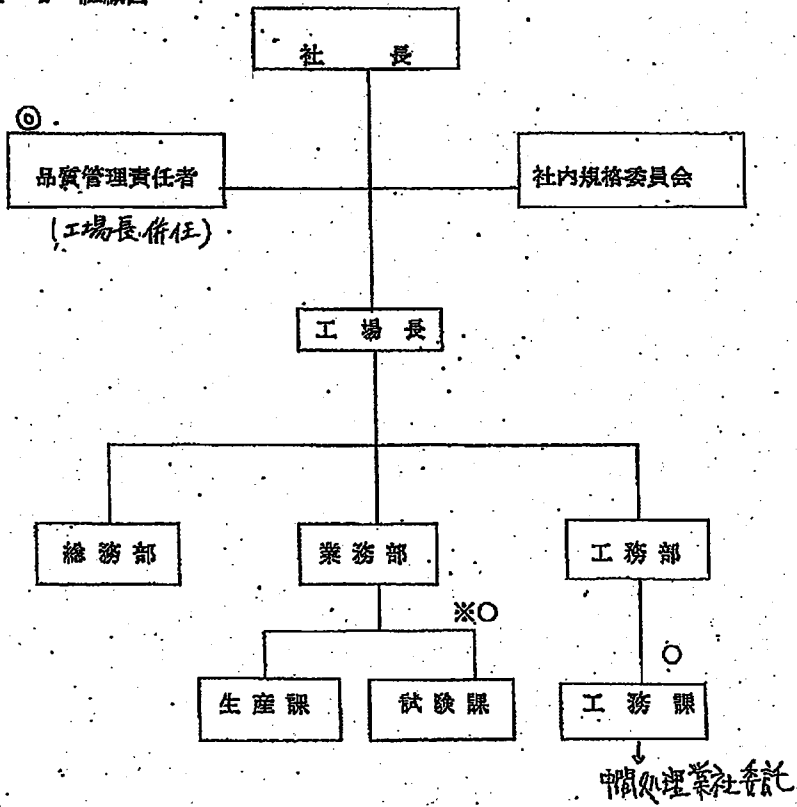 社長
◎
品質管理責任者
社内規格委員会
(工場長併任)
工場長
総務部
業務部
工務部
※○
○
生産課
試験課
工務課
↓
中間処理業社委託